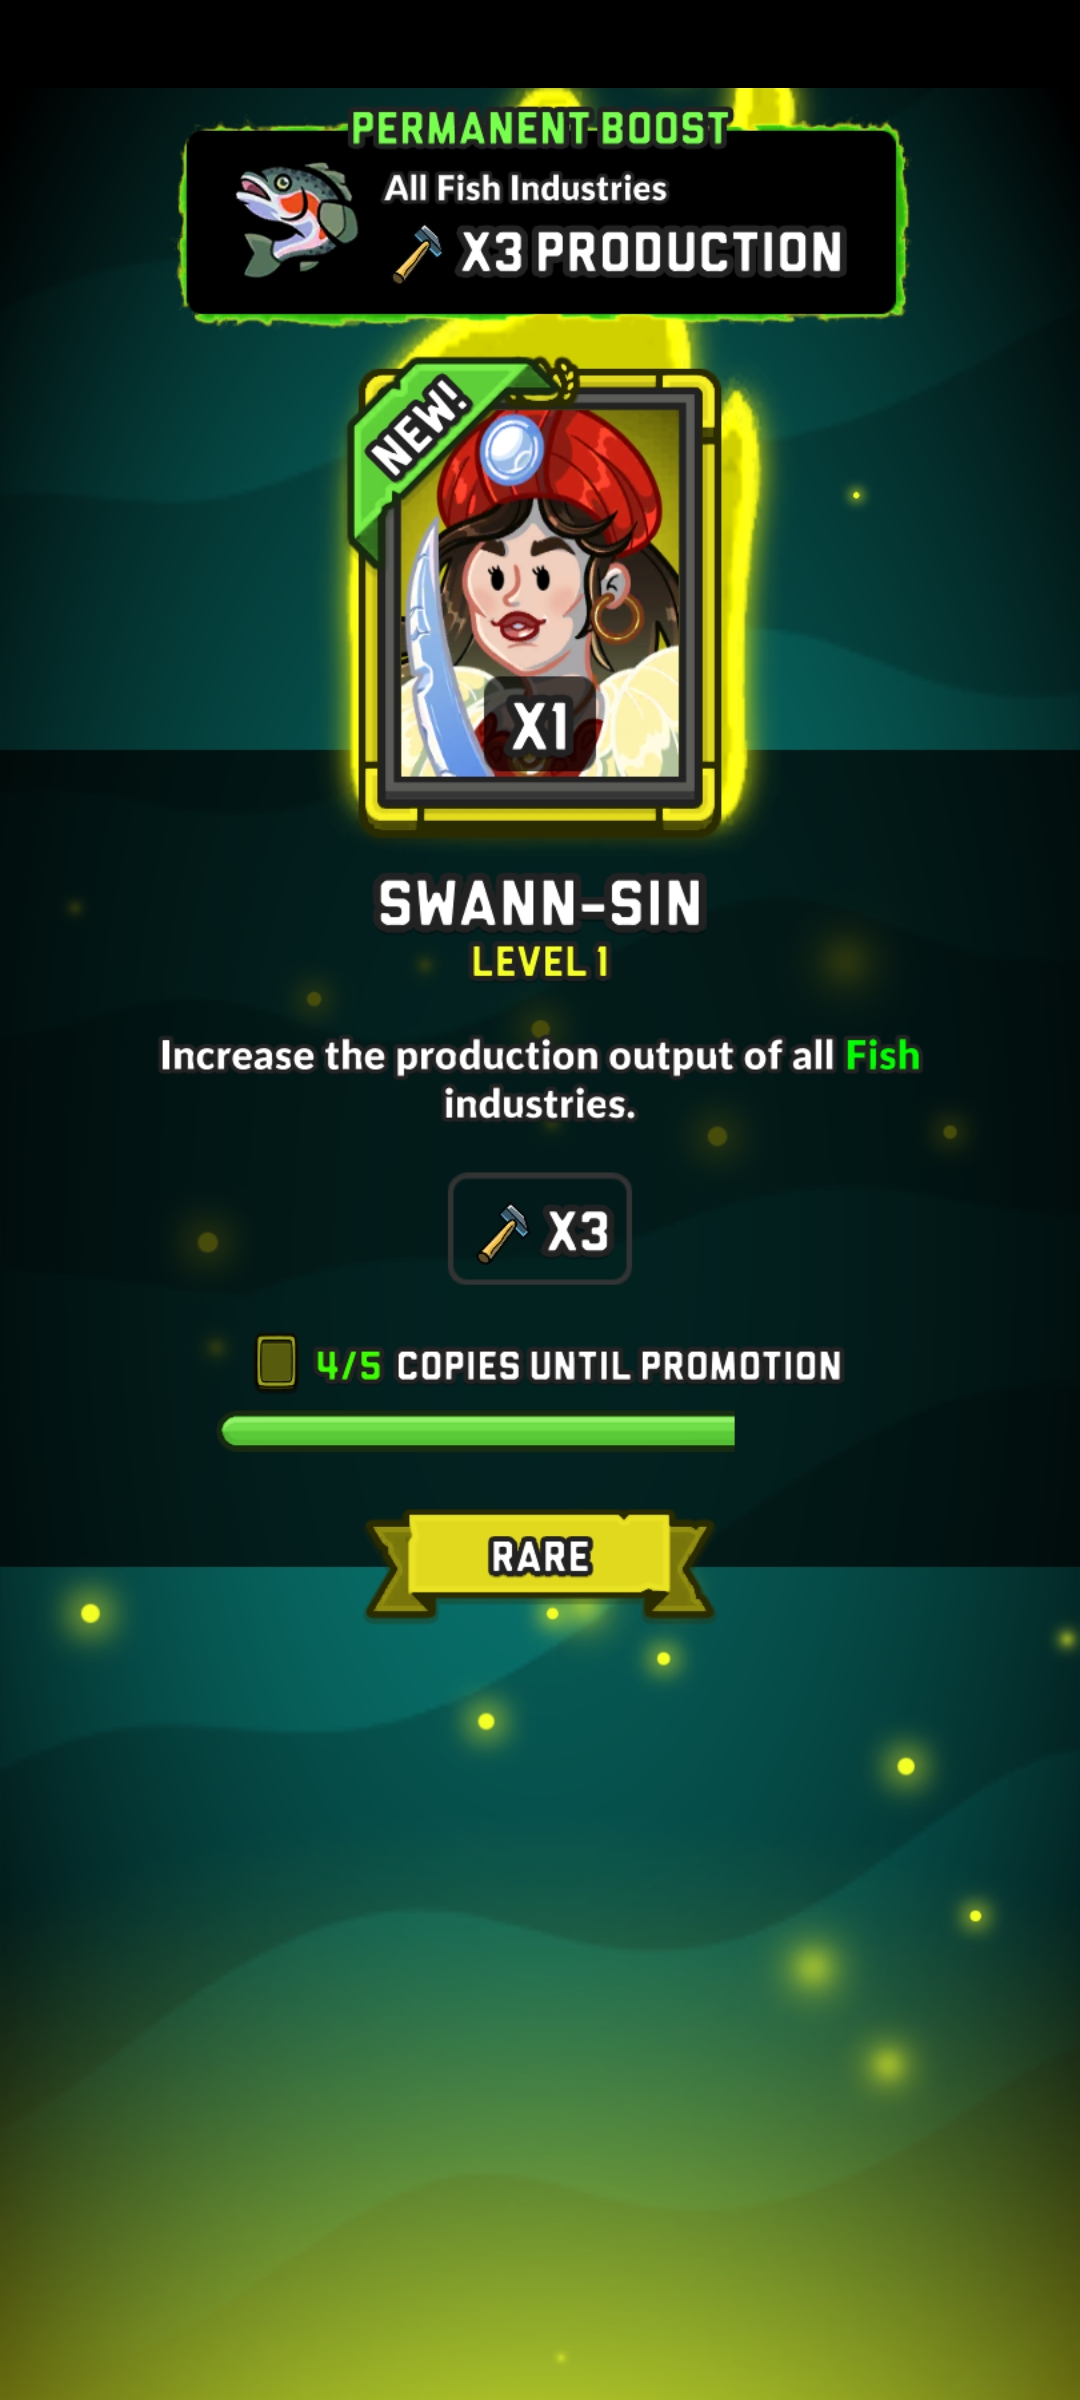 PERMANENT BOOST
All Fish Industries
X3 PRODUCTION
NEW!
X1
SWANN-SIN
LEVEL 1
Increase the production output of all Fish
industries.
X3
4/5 COPIES UNTIL PROMOTION
RARE